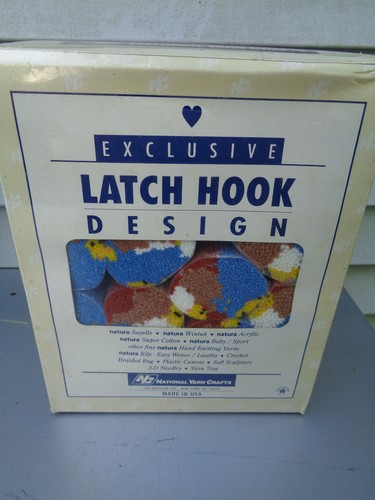 EXCLUSIVE
LATCH HOOK
DESIGN
natura Sayelle • natura Wintuk • natura Acrylic
natura Super Cotton • natura Baby / Sport
other fine natura Hand Knitting Yarns
natura Kits - Easy Weave / Lanetta • Crochet
Braided Rug • Plastic Canvas • Soft Sculpture
3-D Needry • Yarn Toys
NATIONAL YARN CRAFTS
MADE IN USA